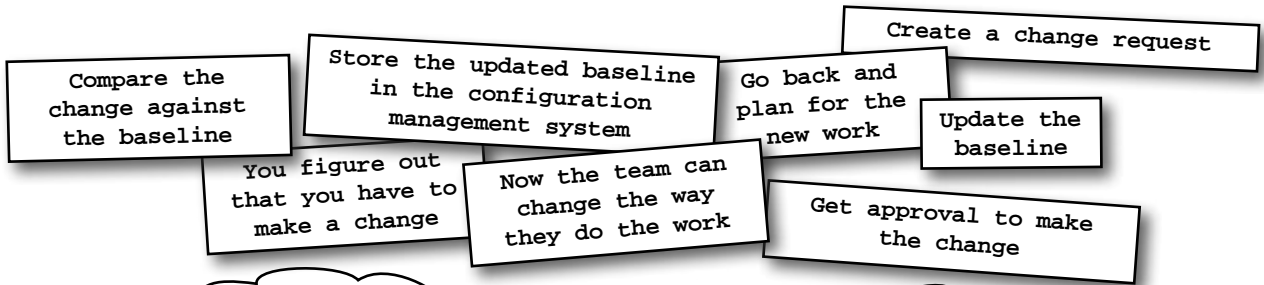 Create a change request
Compare the
change against
the baseline
Store the updated baseline
in the configuration
management system
Go back and
plan for the
new work
Update the
baseline
You figure out
that you have to
make a change
Now the team can
change the way
they do the work
Get approval to make
the change